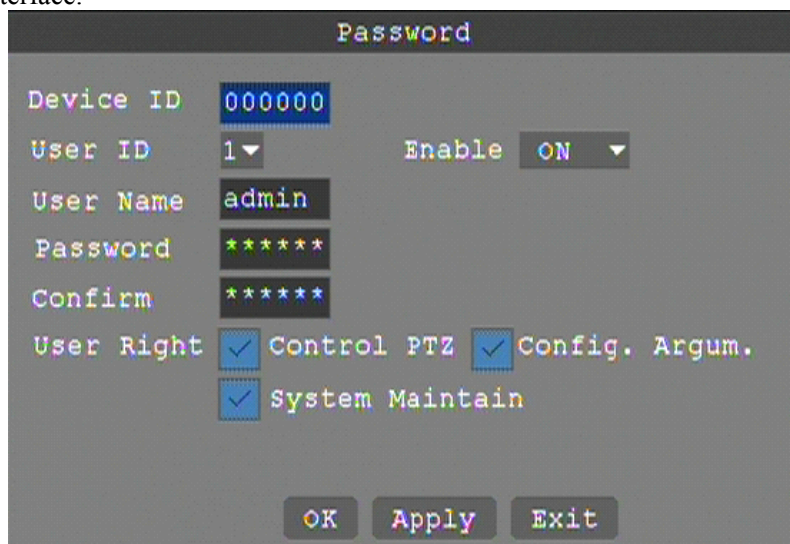 terface.
Password
Device ID 000000
User ID 1 Enable ON
User Name admin
Password ******
Confirm ******
User Right Control PTZ Config. Argum.
System Maintain
OK Apply Exit